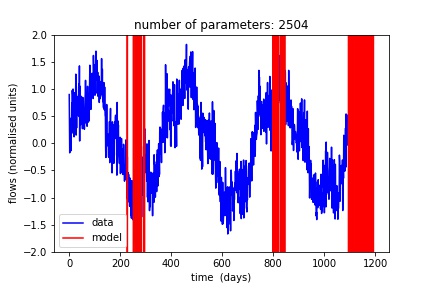 number of parameters: 2504
flows (normalised units)
2.0
1.5
1.0
0.5
0.0
−0.5
−1.0
−1.5
−2.0
data
model
0 200 400 600 800 1000 1200
time (days)